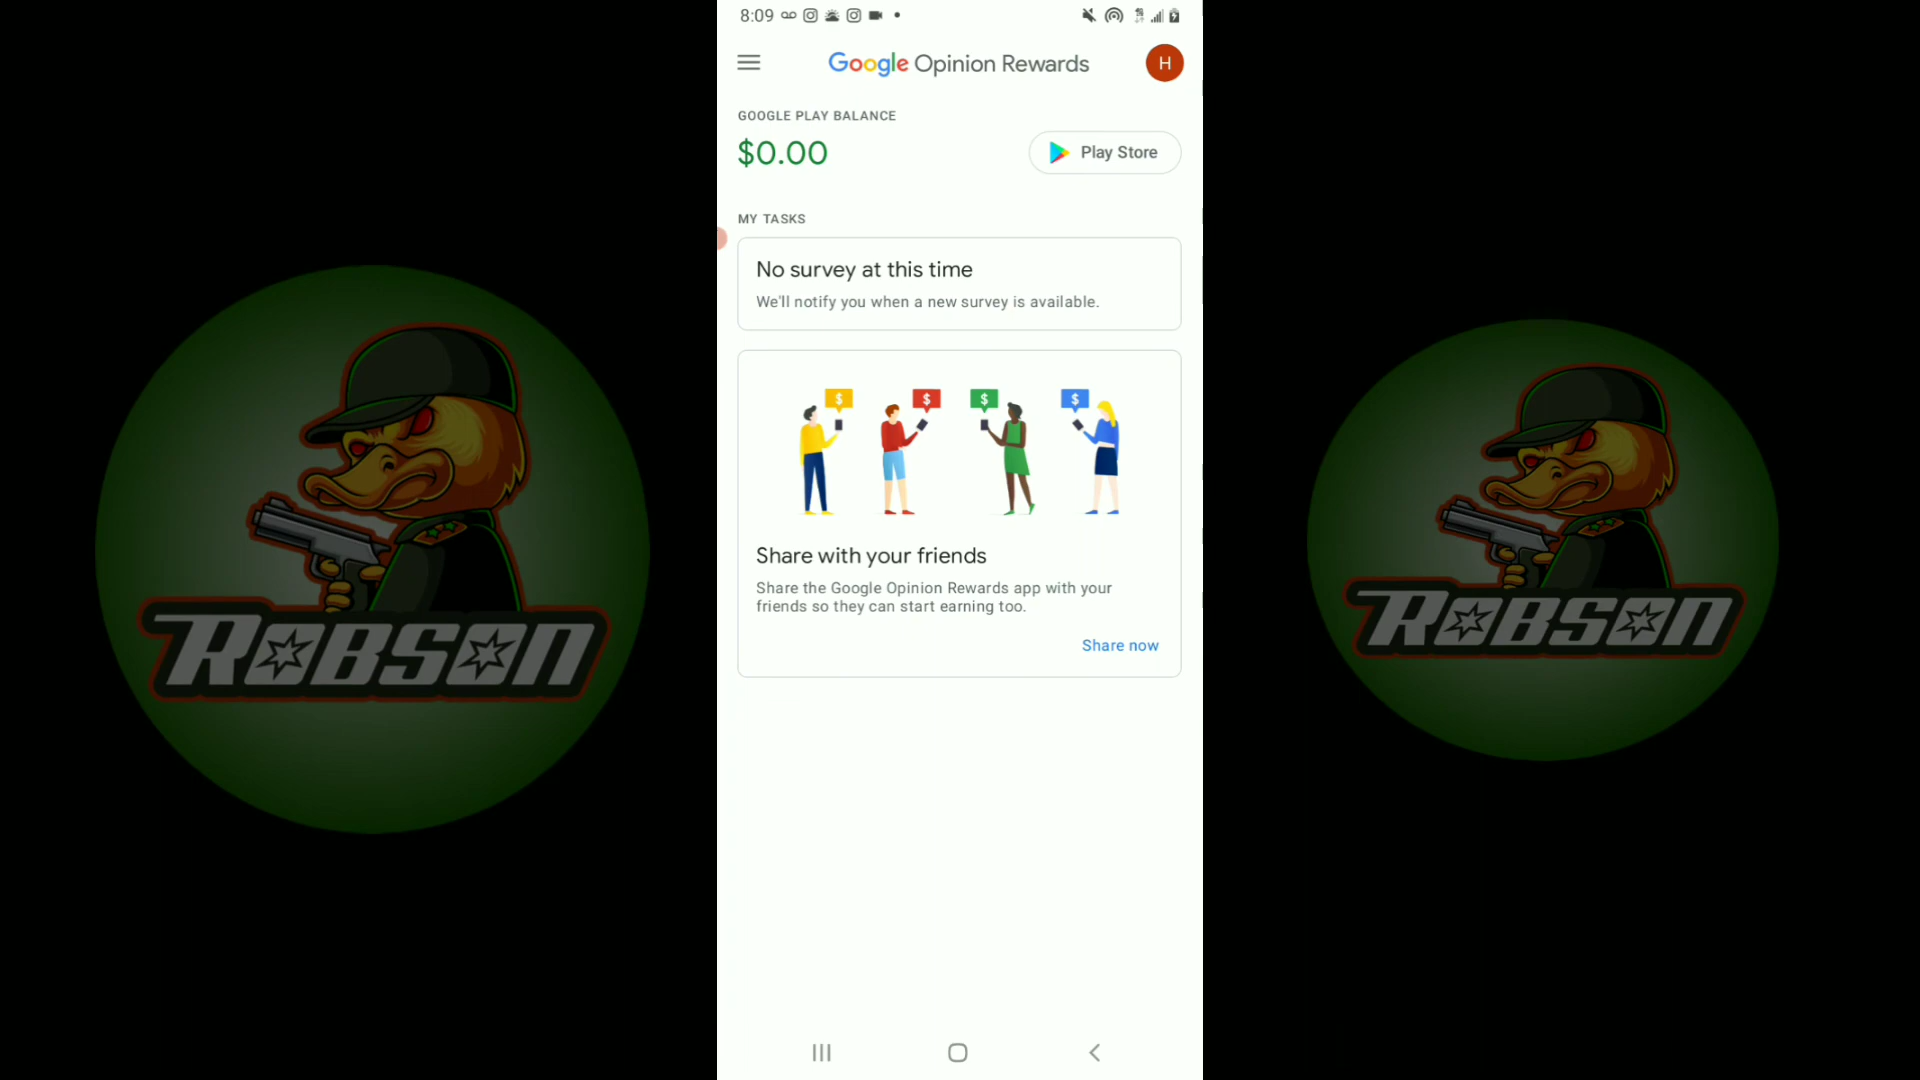 8:09
Google Opinion Rewards
H
GOOGLE PLAY BALANCE
$0.00
Play Store
MY TASKS
No survey at this time
We'll notify you when a new survey is available.
$ $ $ $
Share with your friends
Share the Google Opinion Rewards app with your
friends so they can start earning too.
Share now
ROBSON
ROBSON